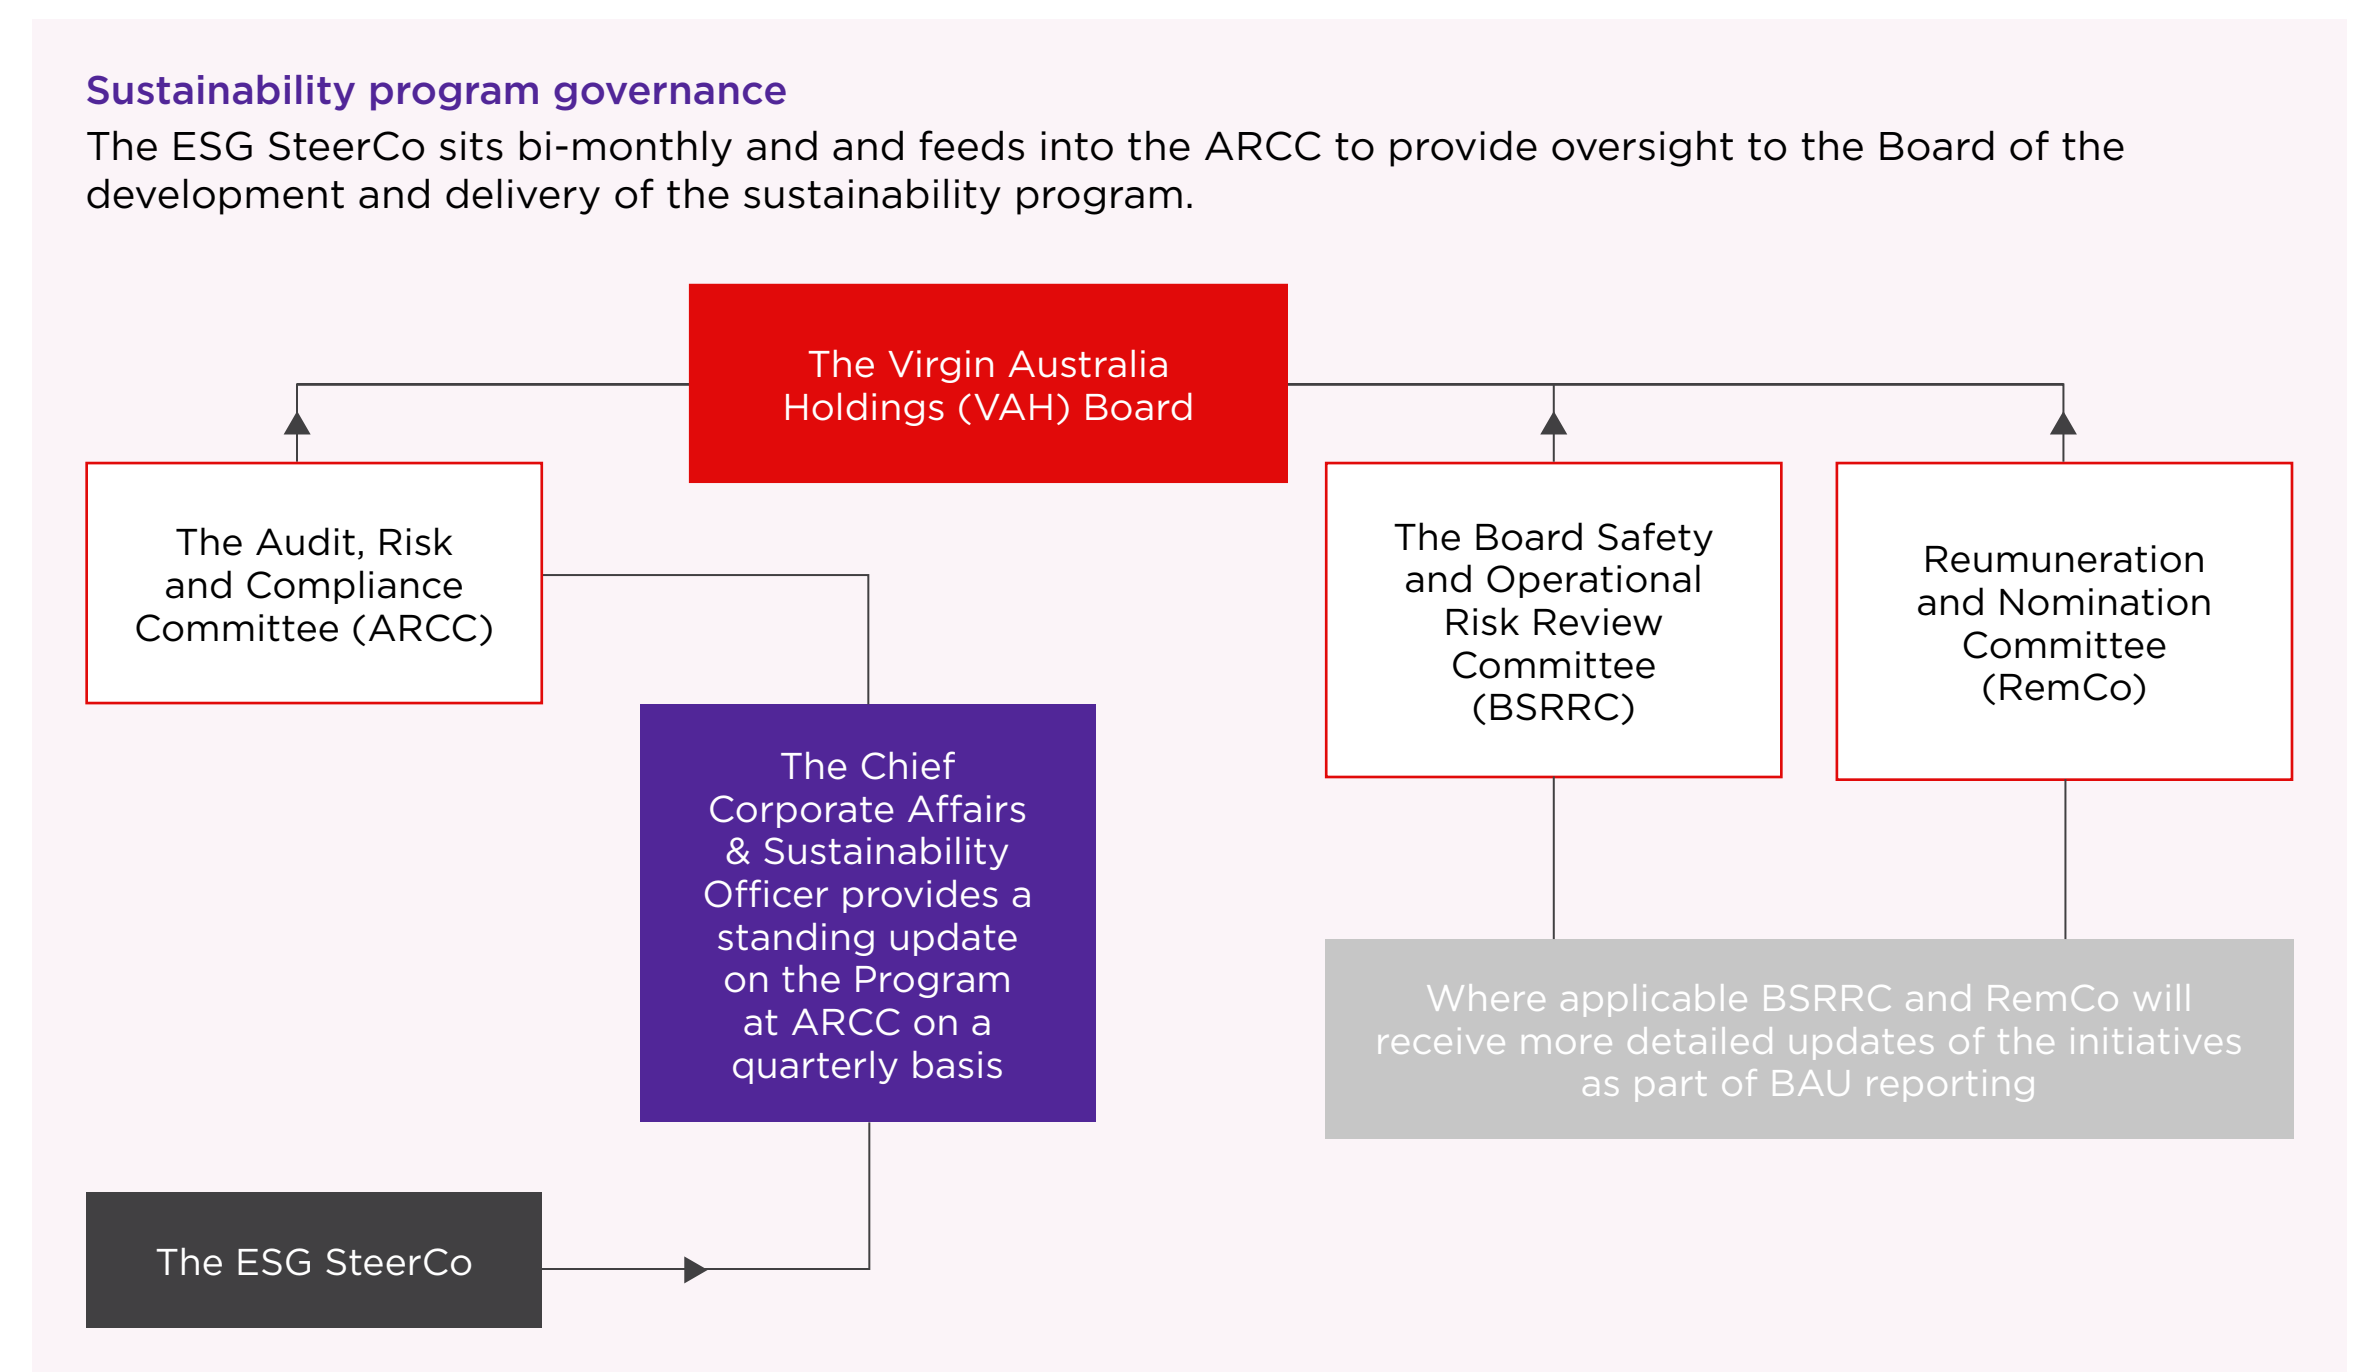 Sustainability program governance
The ESG SteerCo sits bi-monthly and and feeds into the ARCC to provide oversight to the Board of the
development and delivery of the sustainability program.
The Virgin Australia
Holdings (VAH) Board
The Audit, Risk
and Compliance
Committee (ARCC)
The Board Safety
and Operational
Risk Review
Committee
(BSRRC)
Reumuneration
and Nomination
Committee
(RemCo)
The Chief
Corporate Affairs
& Sustainability
Officer provides a
standing update
on the Program
at ARCC on a
quarterly basis
Where applicable BSRRC and RemCo will
receive more detailed updates of the initiatives
as part of BAU reporting
The ESG SteerCo